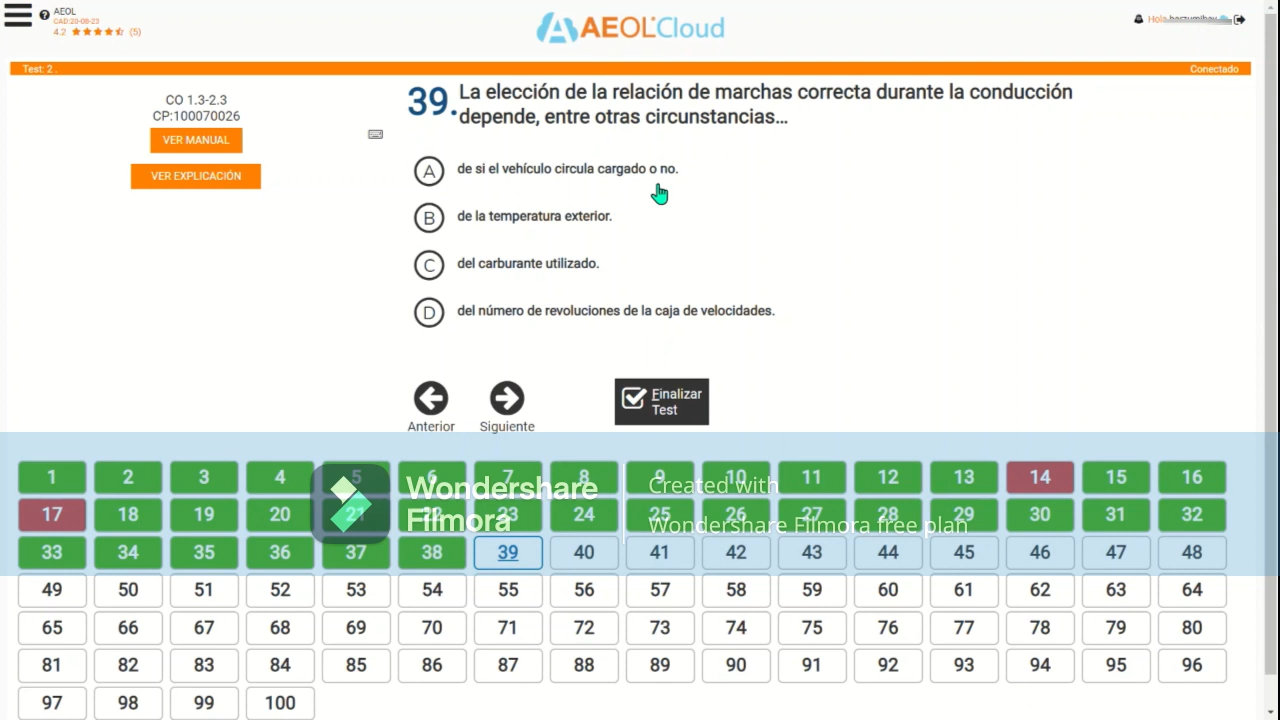 AEOL
CAD:20-08-23
4.2 (5)
AEOL Cloud
Hola
Test: 2 .
Conectado
CO 1.3-2.3
CP:100070026
VER MANUAL
VER EXPLICACIÓN
39. La elección de la relación de marchas correcta durante la conducción
depende, entre otras circunstancias...
A de si el vehículo circula cargado o no.
B de la temperatura exterior.
C del carburante utilizado.
D del número de revoluciones de la caja de velocidades.
Anterior
Siguiente
Finalizar
Test
1 2 3 4 5 6 7 8 9 10 11 12 13 14 15 16
Wondershare
Filmora
Created with
Wondershare Filmora free plan
17 18 19 20 21 22 23 24 25 26 27 28 29 30 31 32
33 34 35 36 37 38 39 40 41 42 43 44 45 46 47 48
49 50 51 52 53 54 55 56 57 58 59 60 61 62 63 64
65 66 67 68 69 70 71 72 73 74 75 76 77 78 79 80
81 82 83 84 85 86 87 88 89 90 91 92 93 94 95 96
97 98 99 100